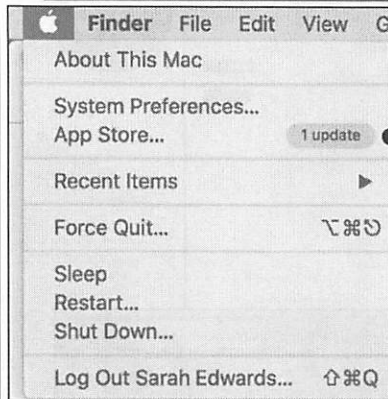 Finder File Edit View G
About This Mac
System Preferences...
App Store... 1 update
Recent Items ▶
Force Quit... ⌥⌘⎋
Sleep
Restart...
Shut Down...
Log Out Sarah Edwards... ⇧⌘Q